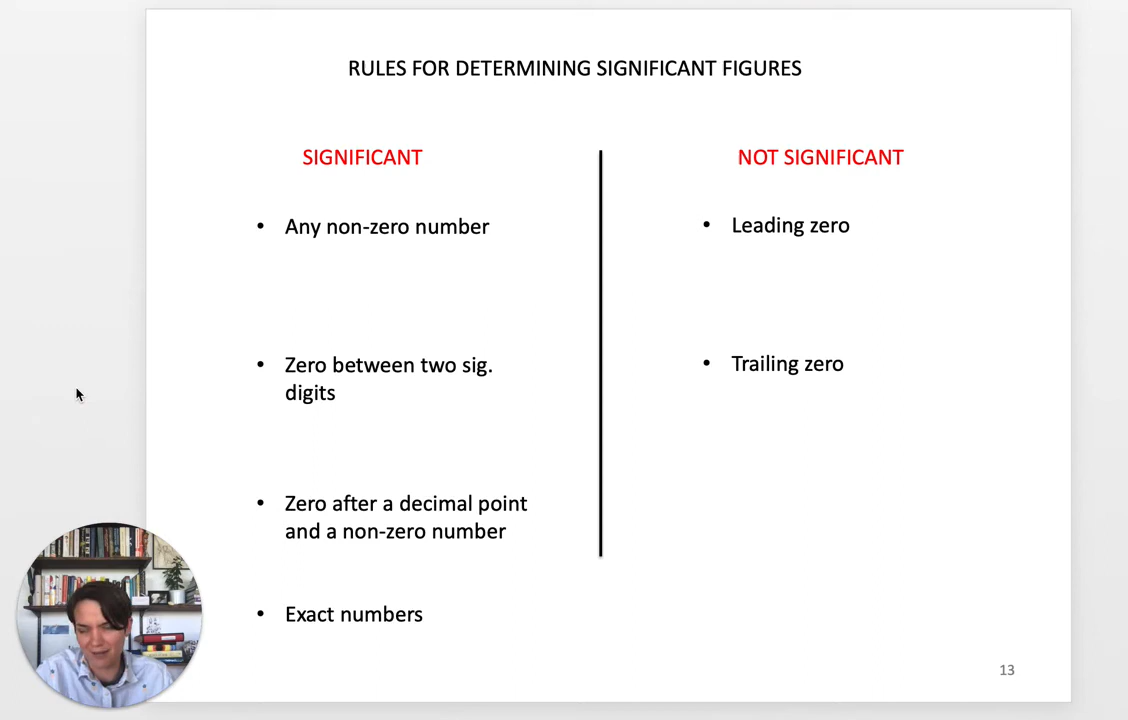 RULES FOR DETERMINING SIGNIFICANT FIGURES
SIGNIFICANT
• Any non-zero number
• Zero between two sig.
digits
• Zero after a decimal point
and a non-zero number
• Exact numbers
NOT SIGNIFICANT
• Leading zero
• Trailing zero
13